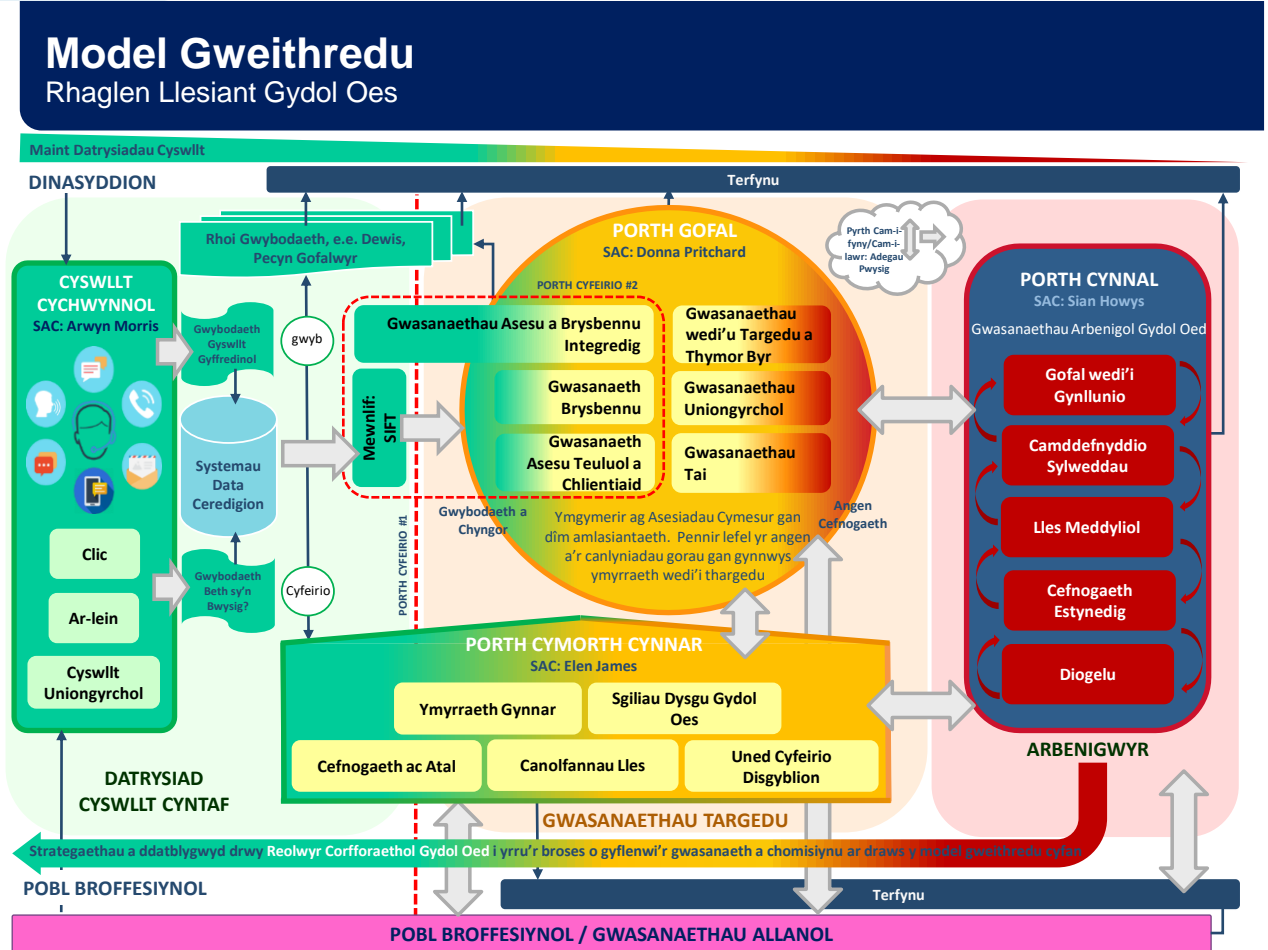 Model Gweithredu
Rhaglen Llesiant Gydol Oes
Maint Datrysiadau Cyswllt
DINASYDDION
Terfynu
Rhoi Gwybodaeth, e.e. Dewis,
Pecyn Gofalwyr
CYSWLLT
CYCHWYNNOL
SAC: Arwyn Morris
Clic
Ar-lein
Cyswllt
Uniongyrchol
Gwybodaeth
Gyswllt
Gyffredinol
Systemau
Data
Ceredigion
Gwybodaeth
Beth sy'n
Bwysig?
gwyb
Cyfeirio
DATRYSIAD
CYSWLLT CYNTAF
PORTH CYFEIRIO #1
Mewnlif:
SIFT
PORTH GOFAL
SAC: Donna Pritchard
PORTH CYFEIRIO #2
Gwasanaethau Asesu a Brysbennu
Integredig
Gwasanaeth
Brysbennu
Gwasanaeth
Asesu Teuluol a
Chlientiaid
Gwasanaethau
wedi'u Targedu a
Thymor Byr
Gwasanaethau
Uniongyrchol
Gwasanaethau
Tai
Gwybodaeth a
Chyngor
Ymgymerir ag Asesiadau Cymesur gan
dîm amlasiantaeth. Pennir lefel yr angen
a'r canlyniadau gorau gan gynnwys
ymyrraeth wedi'i thargedu
Angen
Cefnogaeth
Pyrth Cam-i-
fyny/Cam-i-
lawr: Adegau
Pwysig
PORTH CYNNAL
SAC: Sian Howys
Gwasanaethau Arbenigol Gydol Oed
Gofal wedi'i
Gynllunio
Camddefnyddio
Sylweddau
Lles Meddyliol
Cefnogaeth
Estynedig
Diogelu
ARBENIGWYR
PORTH CYMORTH CYNNAR
SAC: Elen James
Ymyrraeth Gynnar
Sgiliau Dysgu Gydol
Oes
Cefnogaeth ac Atal
Canolfannau Lles
Uned Cyfeirio
Disgyblion
GWASANAETHAU TARGEDU
Strategaethau a ddatblygwyd drwy Reolwyr Corfforaethol Gydol Oed i yrru'r broses o gyflenwi'r gwasanaeth a chomisiynu ar draws y model gweithredu cyfan
POBL BROFFESIYNOL
Terfynu
POBL BROFFESIYNOL / GWASANAETHAU ALLANOL